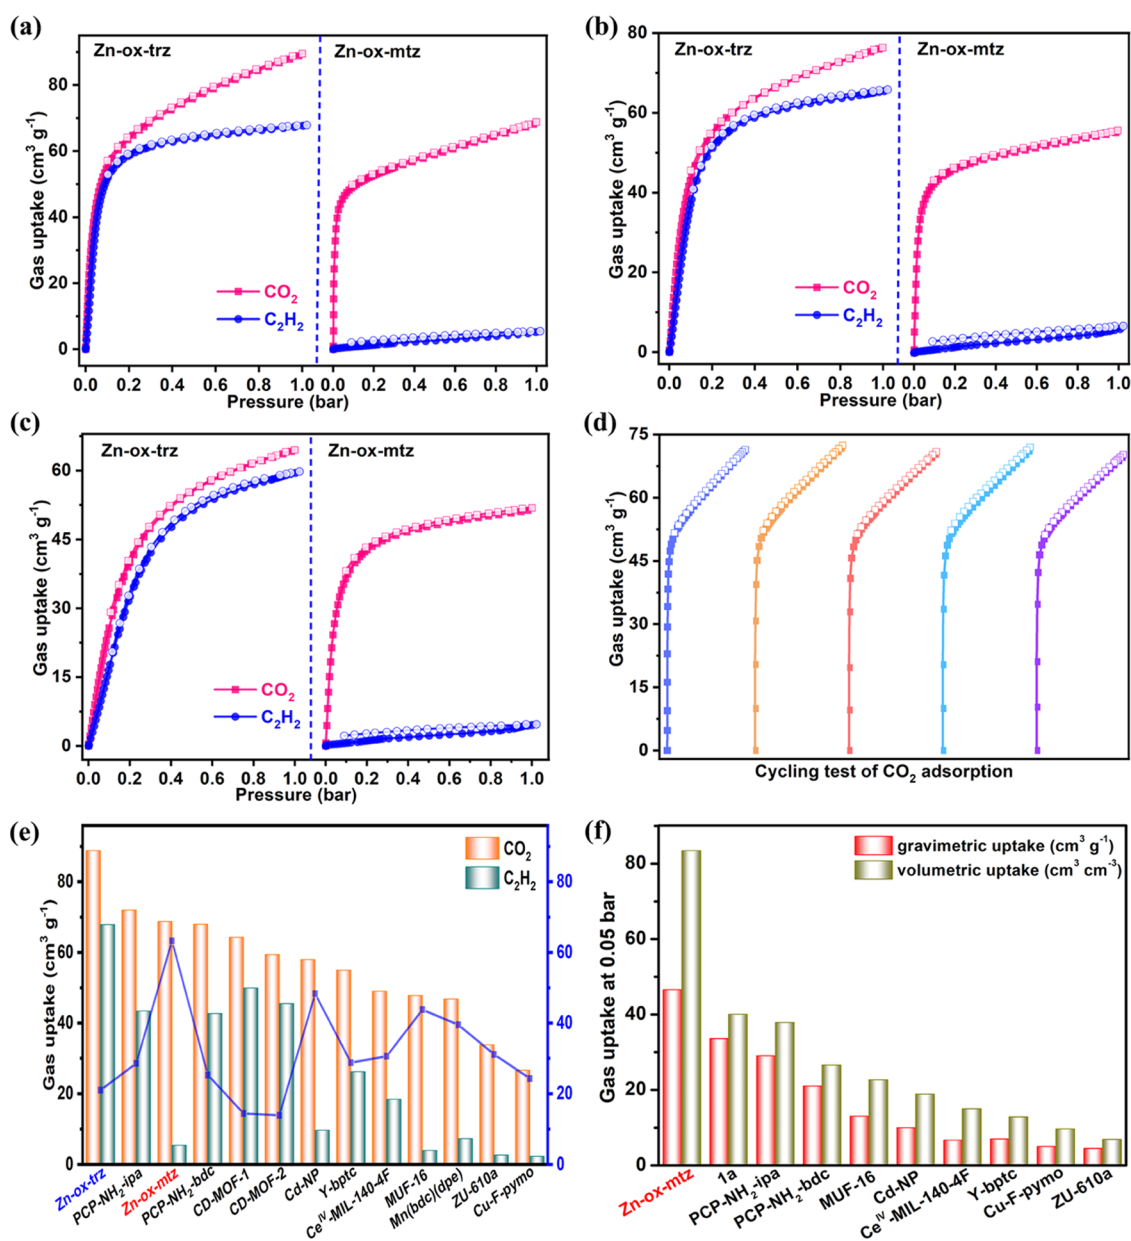 (a)
Zn-ox-trz
Zn-ox-mtz
Gas uptake (cm³ g⁻¹)
80
60
40
20
0
CO₂
C₂H₂
0.0 0.2 0.4 0.6 0.8 1.0 0.0 0.2 0.4 0.6 0.8 1.0
Pressure (bar)
(b)
Zn-ox-trz
Zn-ox-mtz
Gas uptake (cm³ g⁻¹)
80
60
40
20
0
CO₂
C₂H₂
0.0 0.2 0.4 0.6 0.8 1.0 0.0 0.2 0.4 0.6 0.8 1.0
Pressure (bar)
(c)
Zn-ox-trz
Zn-ox-mtz
Gas uptake (cm³ g⁻¹)
60
45
30
15
0
CO₂
C₂H₂
0.0 0.2 0.4 0.6 0.8 1.0 0.0 0.2 0.4 0.6 0.8 1.0
Pressure (bar)
(d)
Gas uptake (cm³ g⁻¹)
75
60
45
30
15
0
Cycling test of CO₂ adsorption
(e)
CO₂
C₂H₂
Gas uptake (cm³ g⁻¹)
80
60
40
20
0
80
60
40
20
0
Zn-ox-trz
PCP-NH₂-ipa
Zn-ox-mtz
PCP-NH₂-bdc
CD-MOF-1
CD-MOF-2
Cd-NP
Y-bptc
Ceᴵⱽ-MIL-140-4F
MUF-16
Mn(bdc)(dpe)
ZU-610a
Cu-F-pymo
(f)
gravimetric uptake (cm³ g⁻¹)
volumetric uptake (cm³ cm⁻³)
Gas uptake at 0.05 bar
80
60
40
20
0
Zn-ox-mtz
1a
PCP-NH₂-ipa
PCP-NH₂-bdc
MUF-16
Cd-NP
Ceᴵⱽ-MIL-140-4F
Y-bptc
Cu-F-pymo
ZU-610a